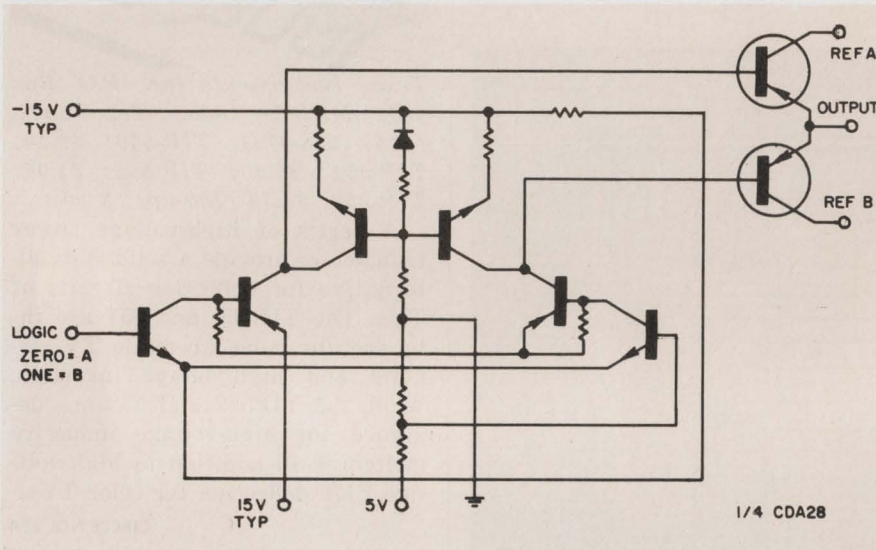 REF A
-15 V
TYP
OUTPUT
REF B
LOGIC
ZERO = A
ONE = B
15V
TYP
5V
1/4 CDA28